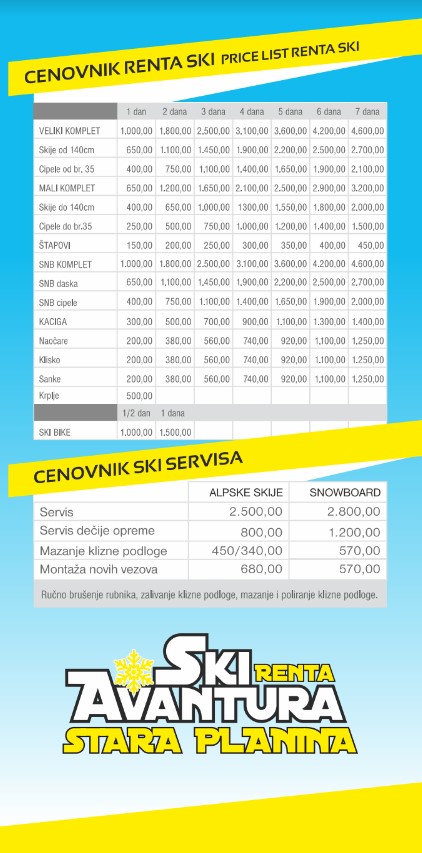 CENOVNIK RENTA SKI PRICE LIST RENTA SKI
1 dan 2 dana 3 dana 4 dana 5 dana 6 dana 7 dana
VELIKI KOMPLET 1.000,00 1.800,00 2.500,00 3,100,00 3,600,00 4,200,00 4,600,00
Skije od 140cm 650,00 1.100,00 1.450,00 1.900,00 2.200,00 2.500,00 2.700,00
Cipele od br. 35 400,00 750,00 1,100,00 1.400,00 1,650,00 1,900,00 2.100,00
MALI KOMPLET 650,00 1.200,00 1.650,00 2.100,00 2.500,00 2.900,00 3.200,00
Skije do 140cm 400,00 650,00 1.000,00 1300,00 1.550,00 1.800,00 2.000,00
Cipele do br.35 250,00 500,00 750,00 1.000,00 1.200,00 1.400,00 1.500,00
ŠTAPOVI 150,00 200,00 250,00 300,00 350,00 400,00 450,00
SNB KOMPLET 1.000,00 1.800,00 2.500,00 3.100,00 3.600,00 4.200,00 4.600,00
SNB daska 650,00 1,100,00 1,450,00 1,900,00 2.200,00 2,500,00 2,700,00
SNB cipele 400,00 750,00 1,100,00 1.400,00 1,650,00 1.900,00 2,000,00
KACIGA 300,00 500,00 700,00 900,00 1.100,00 1.300,00 1.400,00
Naočare 200,00 380,00 560,00 740,00 920,00 1,100,00 1,250,00
Klisko 200,00 380,00 560,00 740,00 920,00 1,100,00 1,250,00
Sanke 200,00 380,00 560,00 740,00 920,00 1,100,00 1,250,00
Krplje 500,00
1/2 dan 1 dana
SKI BIKE 1.000,00 1.500,00
CENOVNIK SKI SERVISA
ALPSKE SKIJE SNOWBOARD
Servis 2.500,00 2.800,00
Servis dečije opreme 800,00 1.200,00
Mazanje klizne podloge 450/340,00 570,00
Montaža novih vezova 680,00 570,00
Ručno brušenje rubnika, zalivanje klizne podloge, mazanje i poliranje klizne podloge.
SKI RENTA
AVANTURA
STARA PLANINA